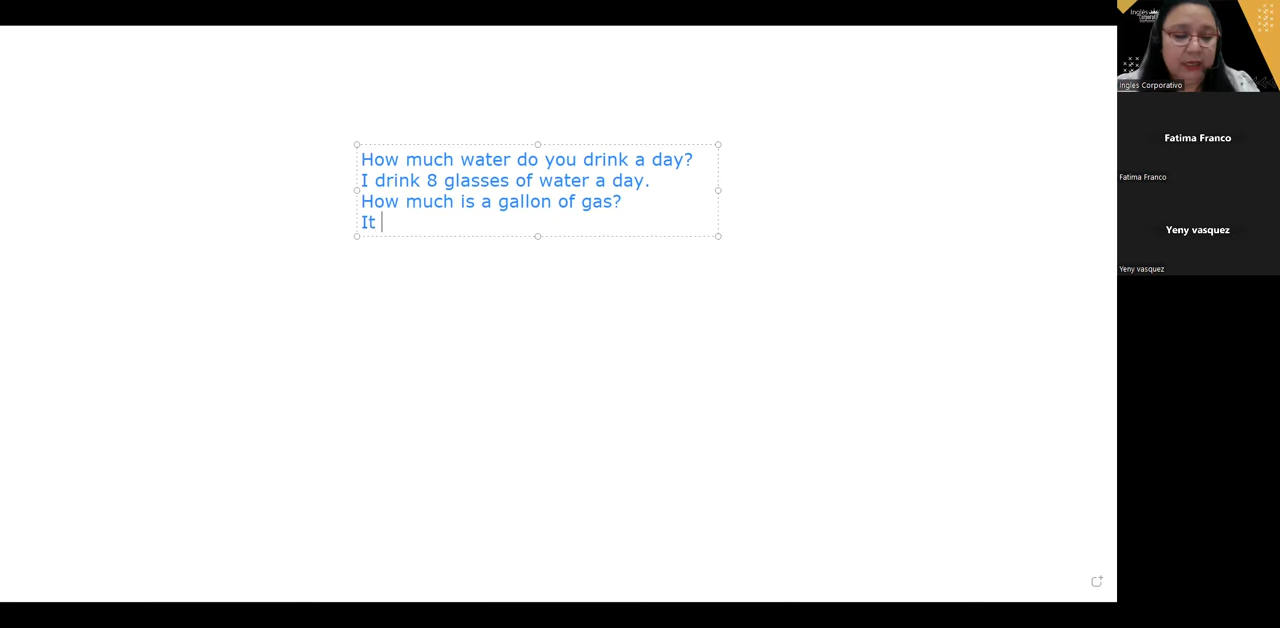 How much water do you drink a day?
I drink 8 glasses of water a day.
How much is a gallon of gas?
It
Inglés
Ingles Corporativo
Fatima Franco
Fatima Franco
Yeny vasquez
Yeny vasquez